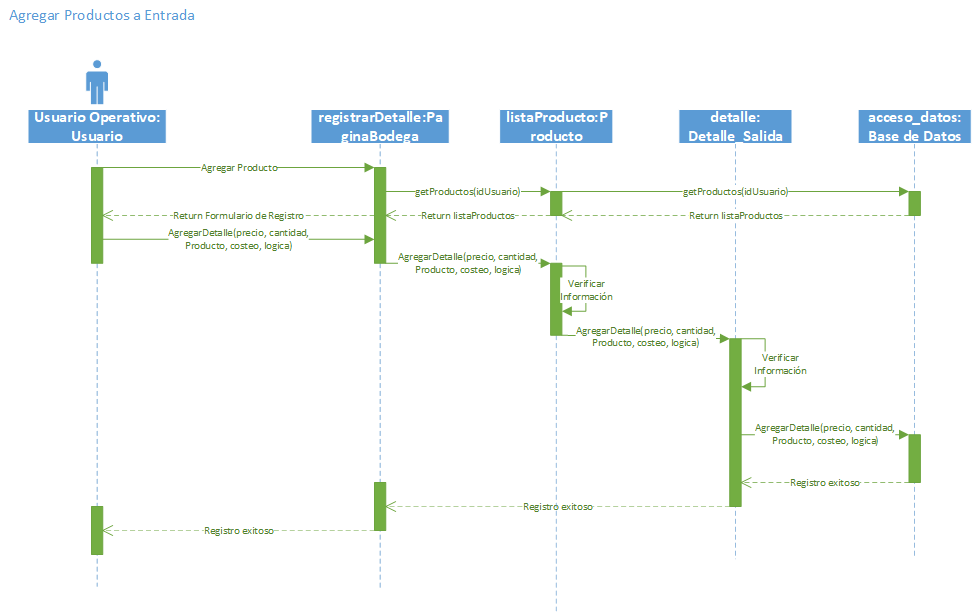 Agregar Productos a Entrada
Usuario Operativo:
Usuario
registrarDetalle:Pa
ginaBodega
listaProducto:P
roducto
detalle:
Detalle_Salida
acceso_datos:
Base de Datos
Agregar Producto
getProductos(idUsuario)
getProductos(idUsuario)
Return Formulario de Registro
Return listaProductos
Return listaProductos
AgregarDetalle(precio, cantidad,
Producto, costeo, logica)
AgregarDetalle(precio, cantidad,
Producto, costeo, logica)
Verificar
Información
AgregarDetalle(precio, cantidad,
Producto, costeo, logica)
Verificar
Información
AgregarDetalle(precio, cantidad,
Producto, costeo, logica)
Registro exitoso
Registro exitoso
Registro exitoso